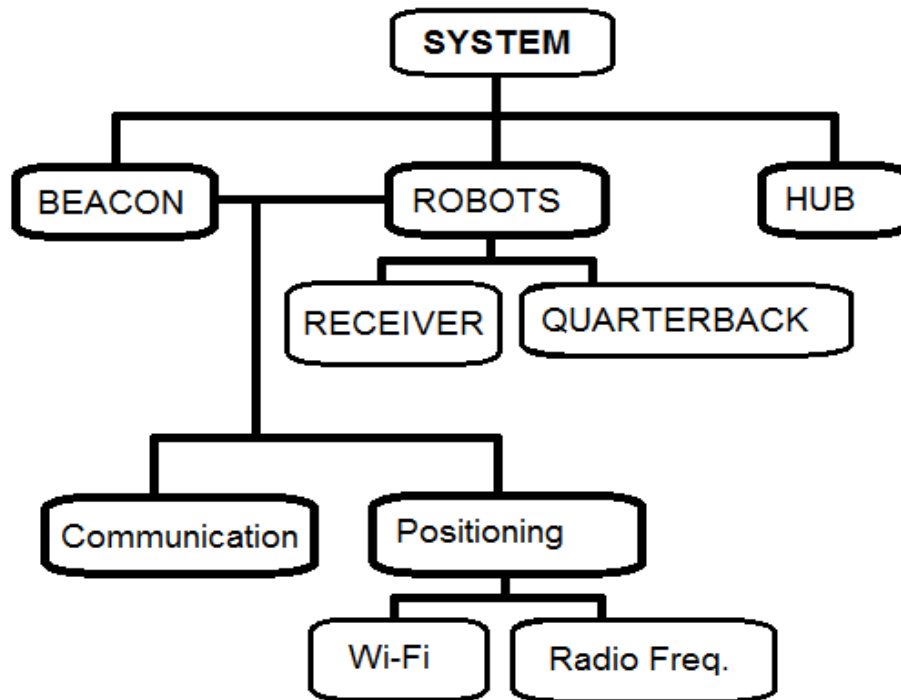 SYSTEM
BEACON
ROBOTS
HUB
RECEIVER
QUARTERBACK
Communication
Positioning
Wi-Fi
Radio Freq.